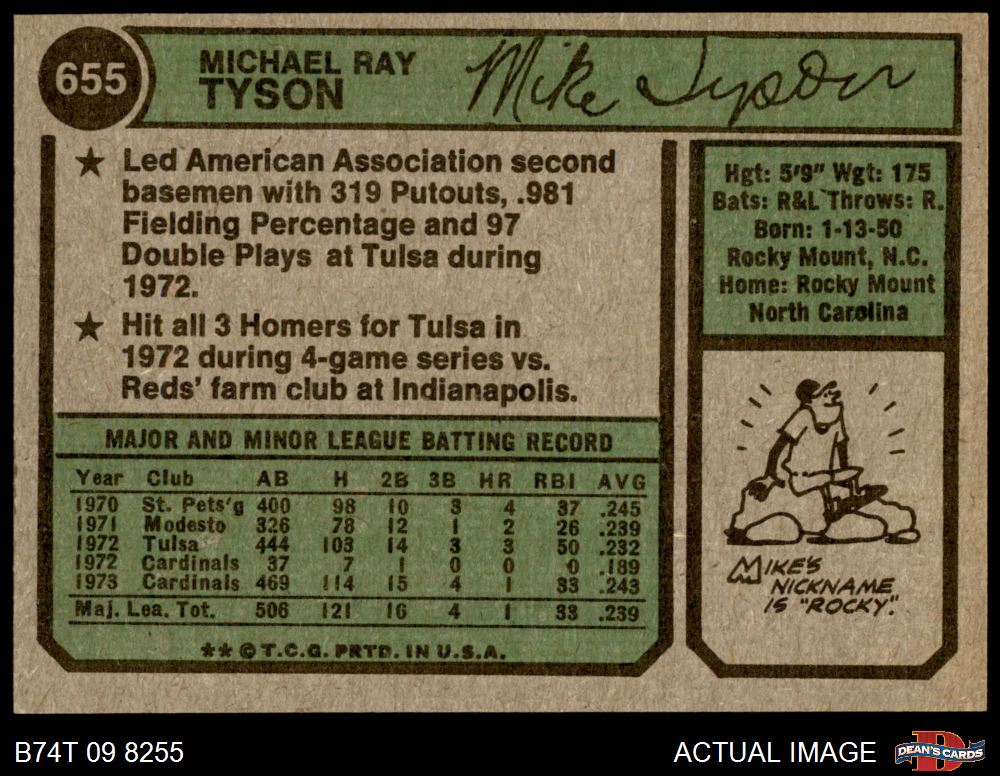 655
MICHAEL RAY
TYSON
Mike Tyson
★ Led American Association second
basemen with 319 Putouts, .981
Fielding Percentage and 97
Double Plays at Tulsa during
1972.
★ Hit all 3 Homers for Tulsa in
1972 during 4-game series vs.
Reds' farm club at Indianapolis.
Hgt: 5'9" Wgt: 175
Bats: R&L Throws: R.
Born: 1-13-50
Rocky Mount, N.C.
Home: Rocky Mount
North Carolina
MAJOR AND MINOR LEAGUE BATTING RECORD
Year Club AB H 2B 3B HR RBI AVG
1970 St. Pets'g 400 98 10 3 4 37 .245
1971 Modesto 326 78 12 1 2 26 .239
1972 Tulsa 444 103 14 3 3 50 .232
1972 Cardinals 37 7 1 0 0 0 .189
1973 Cardinals 469 114 15 4 1 33 .243
Maj. Lea. Tot. 506 121 16 4 1 33 .239
** © T.C.G. PRTD. IN U.S.A.
MIKE'S
NICKNAME
IS "ROCKY".
B74T 09 8255
ACTUAL IMAGE
DEAN'S CARDS